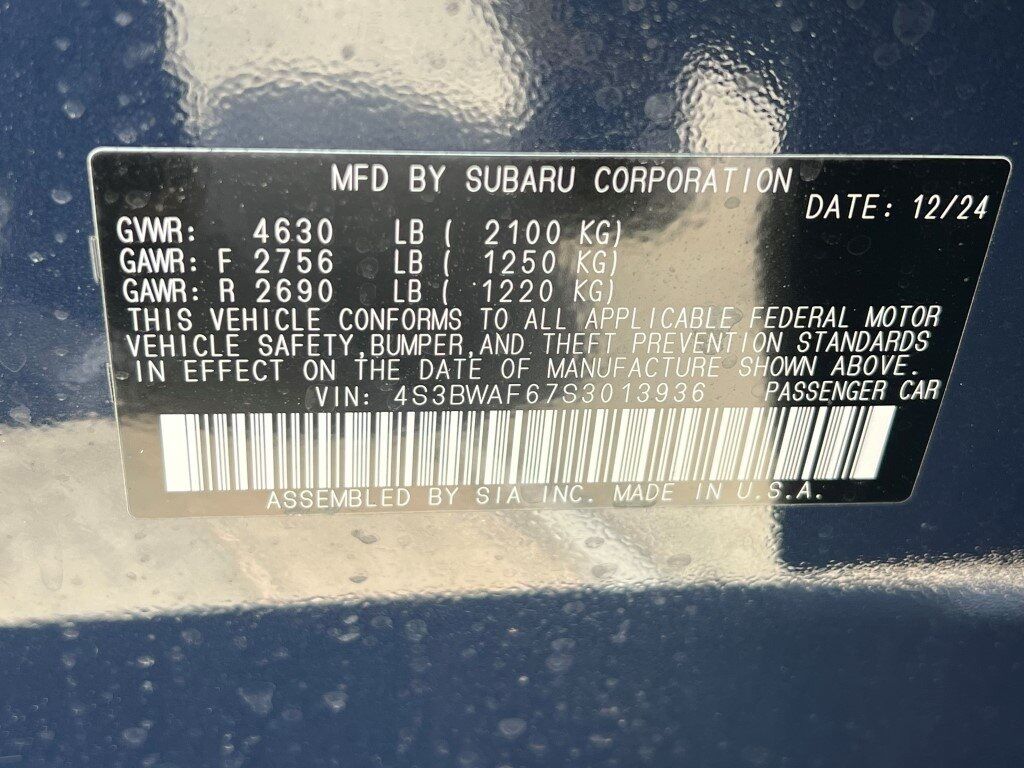 MFD BY SUBARU CORPORATION
DATE: 12/24
GVWR: 4630 LB ( 2100 KG)
GAWR: F 2756 LB ( 1250 KG)
GAWR: R 2690 LB ( 1220 KG)
THIS VEHICLE CONFORMS TO ALL APPLICABLE FEDERAL MOTOR
VEHICLE SAFETY,BUMPER,AND THEFT PREVENTION STANDARDS
IN EFFECT ON THE DATE OF MANUFACTURE SHOWN ABOVE.
VIN: 4S3BWAF67S3013936 PASSENGER CAR
ASSEMBLED BY SIA INC. MADE IN U.S.A.